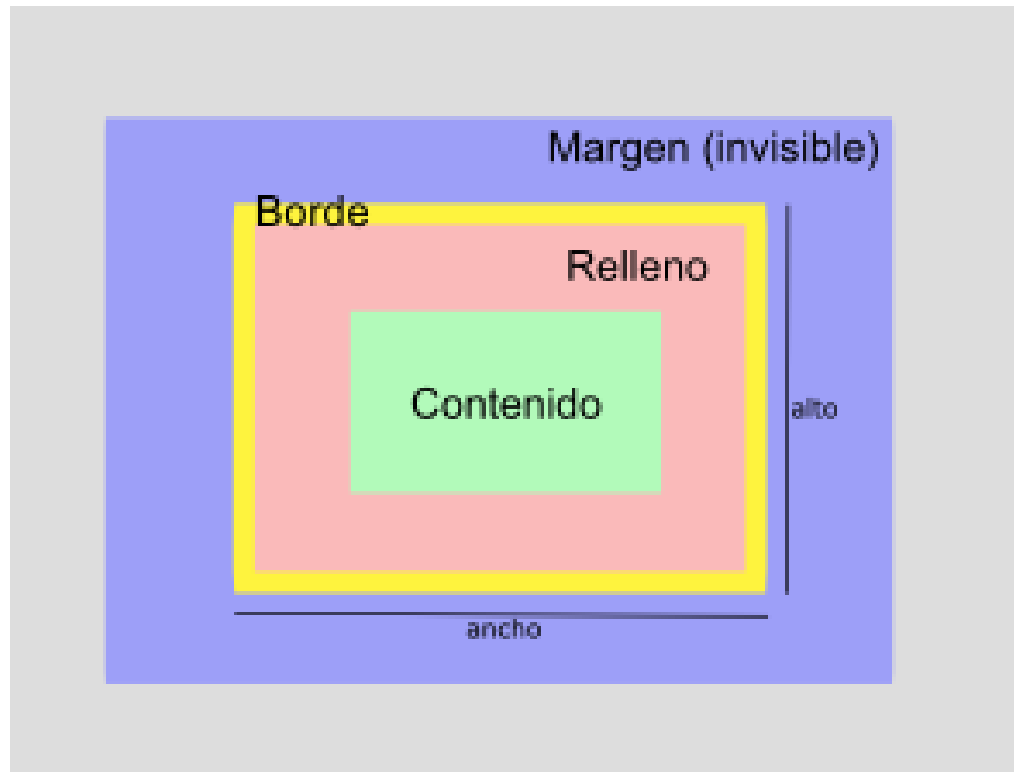 Margen (invisible)
Borde
Relleno
Contenido
alto
ancho